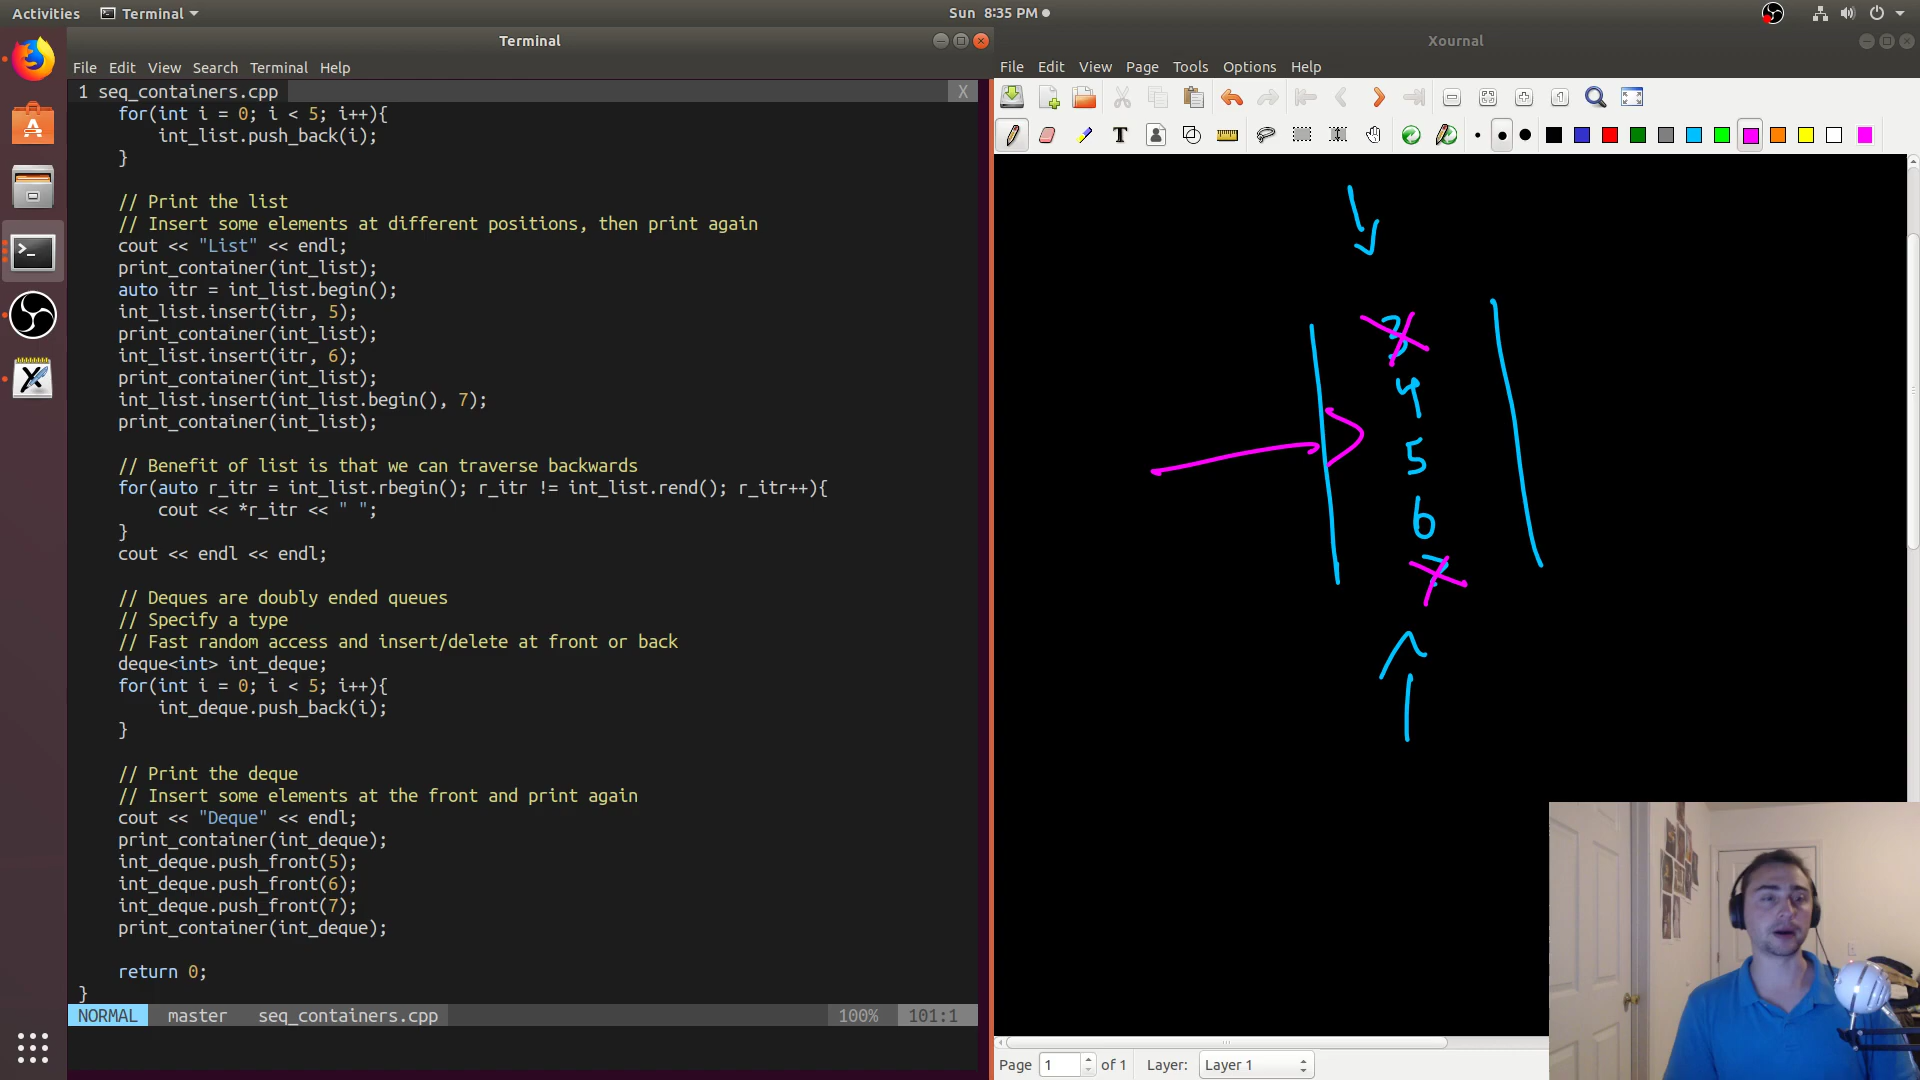 Activities Terminal Sun 8:35 PM
Terminal
File Edit View Search Terminal Help
1 seq_containers.cpp X
for(int i = 0; i < 5; i++){
int_list.push_back(i);
}
// Print the list
// Insert some elements at different positions, then print again
cout << "List" << endl;
print_container(int_list);
auto itr = int_list.begin();
int_list.insert(itr, 5);
print_container(int_list);
int_list.insert(itr, 6);
print_container(int_list);
int_list.insert(int_list.begin(), 7);
print_container(int_list);
// Benefit of list is that we can traverse backwards
for(auto r_itr = int_list.rbegin(); r_itr != int_list.rend(); r_itr++){
cout << *r_itr << " ";
}
cout << endl << endl;
// Deques are doubly ended queues
// Specify a type
// Fast random access and insert/delete at front or back
deque<int> int_deque;
for(int i = 0; i < 5; i++){
int_deque.push_back(i);
}
// Print the deque
// Insert some elements at the front and print again
cout << "Deque" << endl;
print_container(int_deque);
int_deque.push_front(5);
int_deque.push_front(6);
int_deque.push_front(7);
print_container(int_deque);
return 0;
}
NORMAL master seq_containers.cpp 100% 101:1
Xournal
File Edit View Page Tools Options Help
3
4
5
6
7
Page 1 of 1 Layer: Layer 1